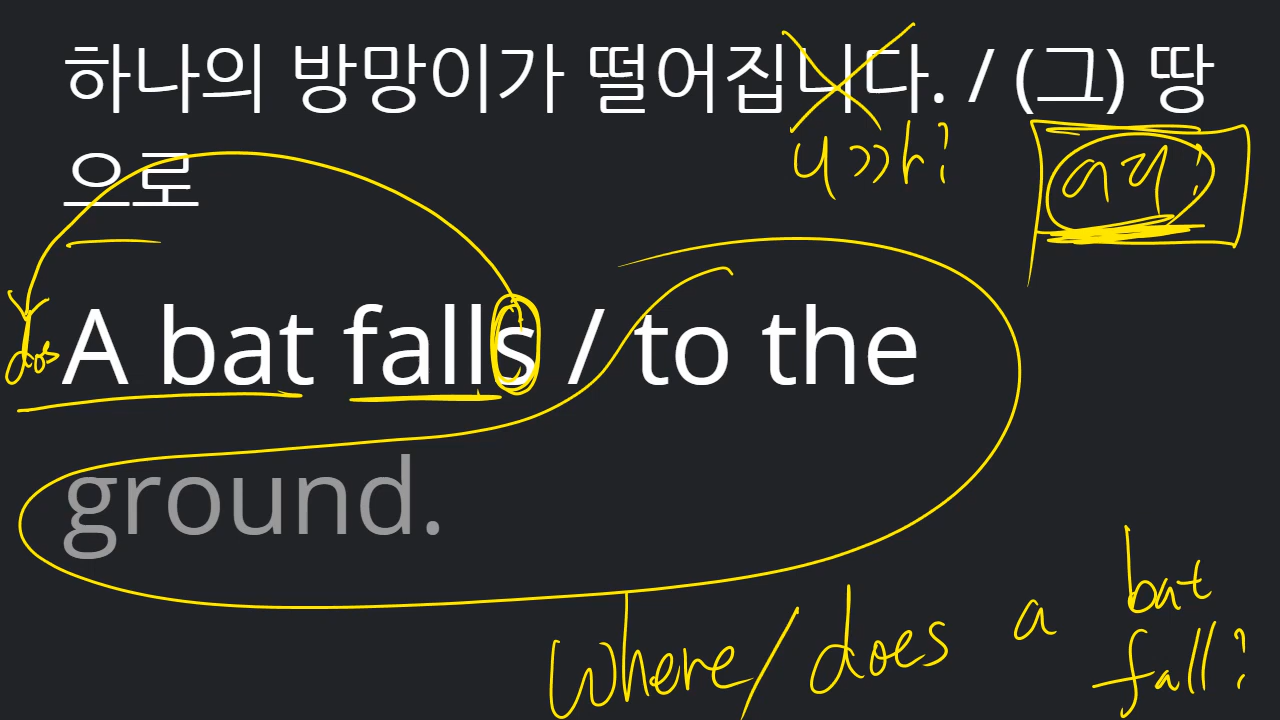 하나의 방망이가 떨어집니다. / (그) 땅
으로
니까?
어디?
does
A bat falls / to the
ground.
where / does a bat
fall?